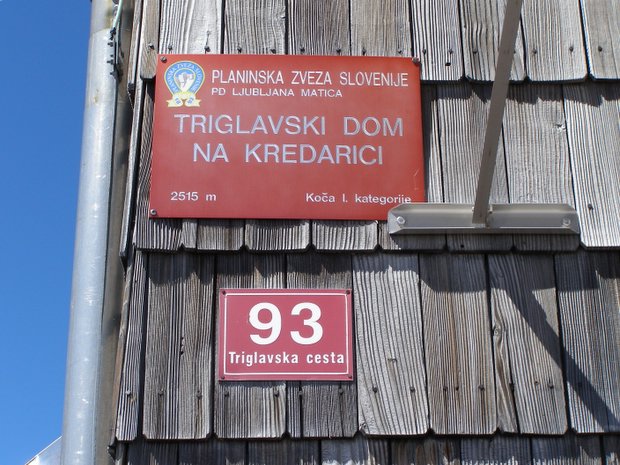 PLANINSKA ZVEZA SLOVENIJE
PD LJUBLJANA MATICA
TRIGLAVSKI DOM
NA KREDARICI
2515 m Koča I. kategorije
93
Triglavska cesta